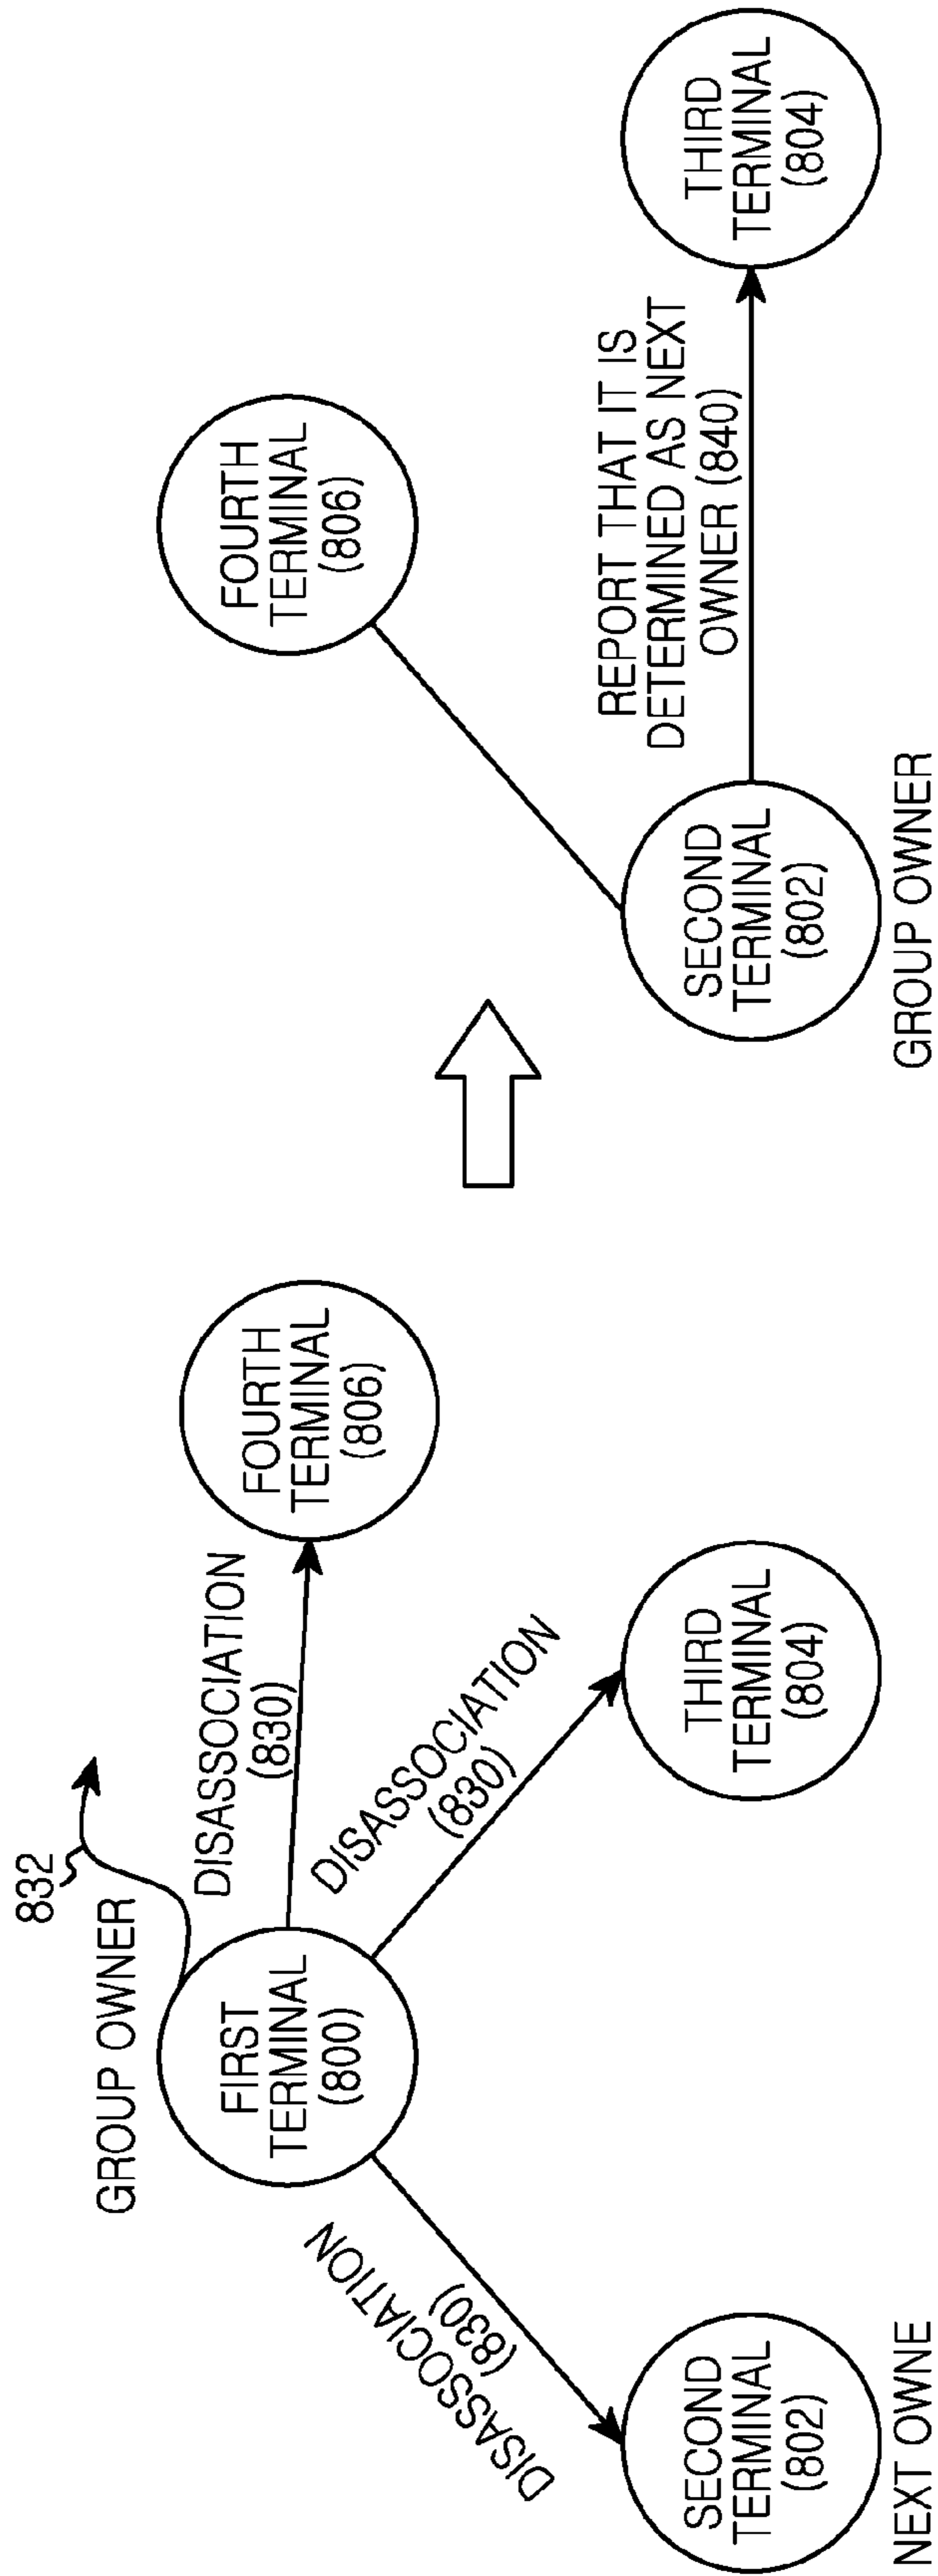 832
GROUP OWNER
FIRST
TERMINAL
(800)
DISASSOCIATION
(830)
FOURTH
TERMINAL
(806)
DISASSOCIATION
(830)
DISASSOCIATION
(830)
SECOND
TERMINAL
(802)
NEXT OWNE
THIRD
TERMINAL
(804)
FOURTH
TERMINAL
(806)
REPORT THAT IT IS
DETERMINED AS NEXT
OWNER (840)
SECOND
TERMINAL
(802)
GROUP OWNER
THIRD
TERMINAL
(804)